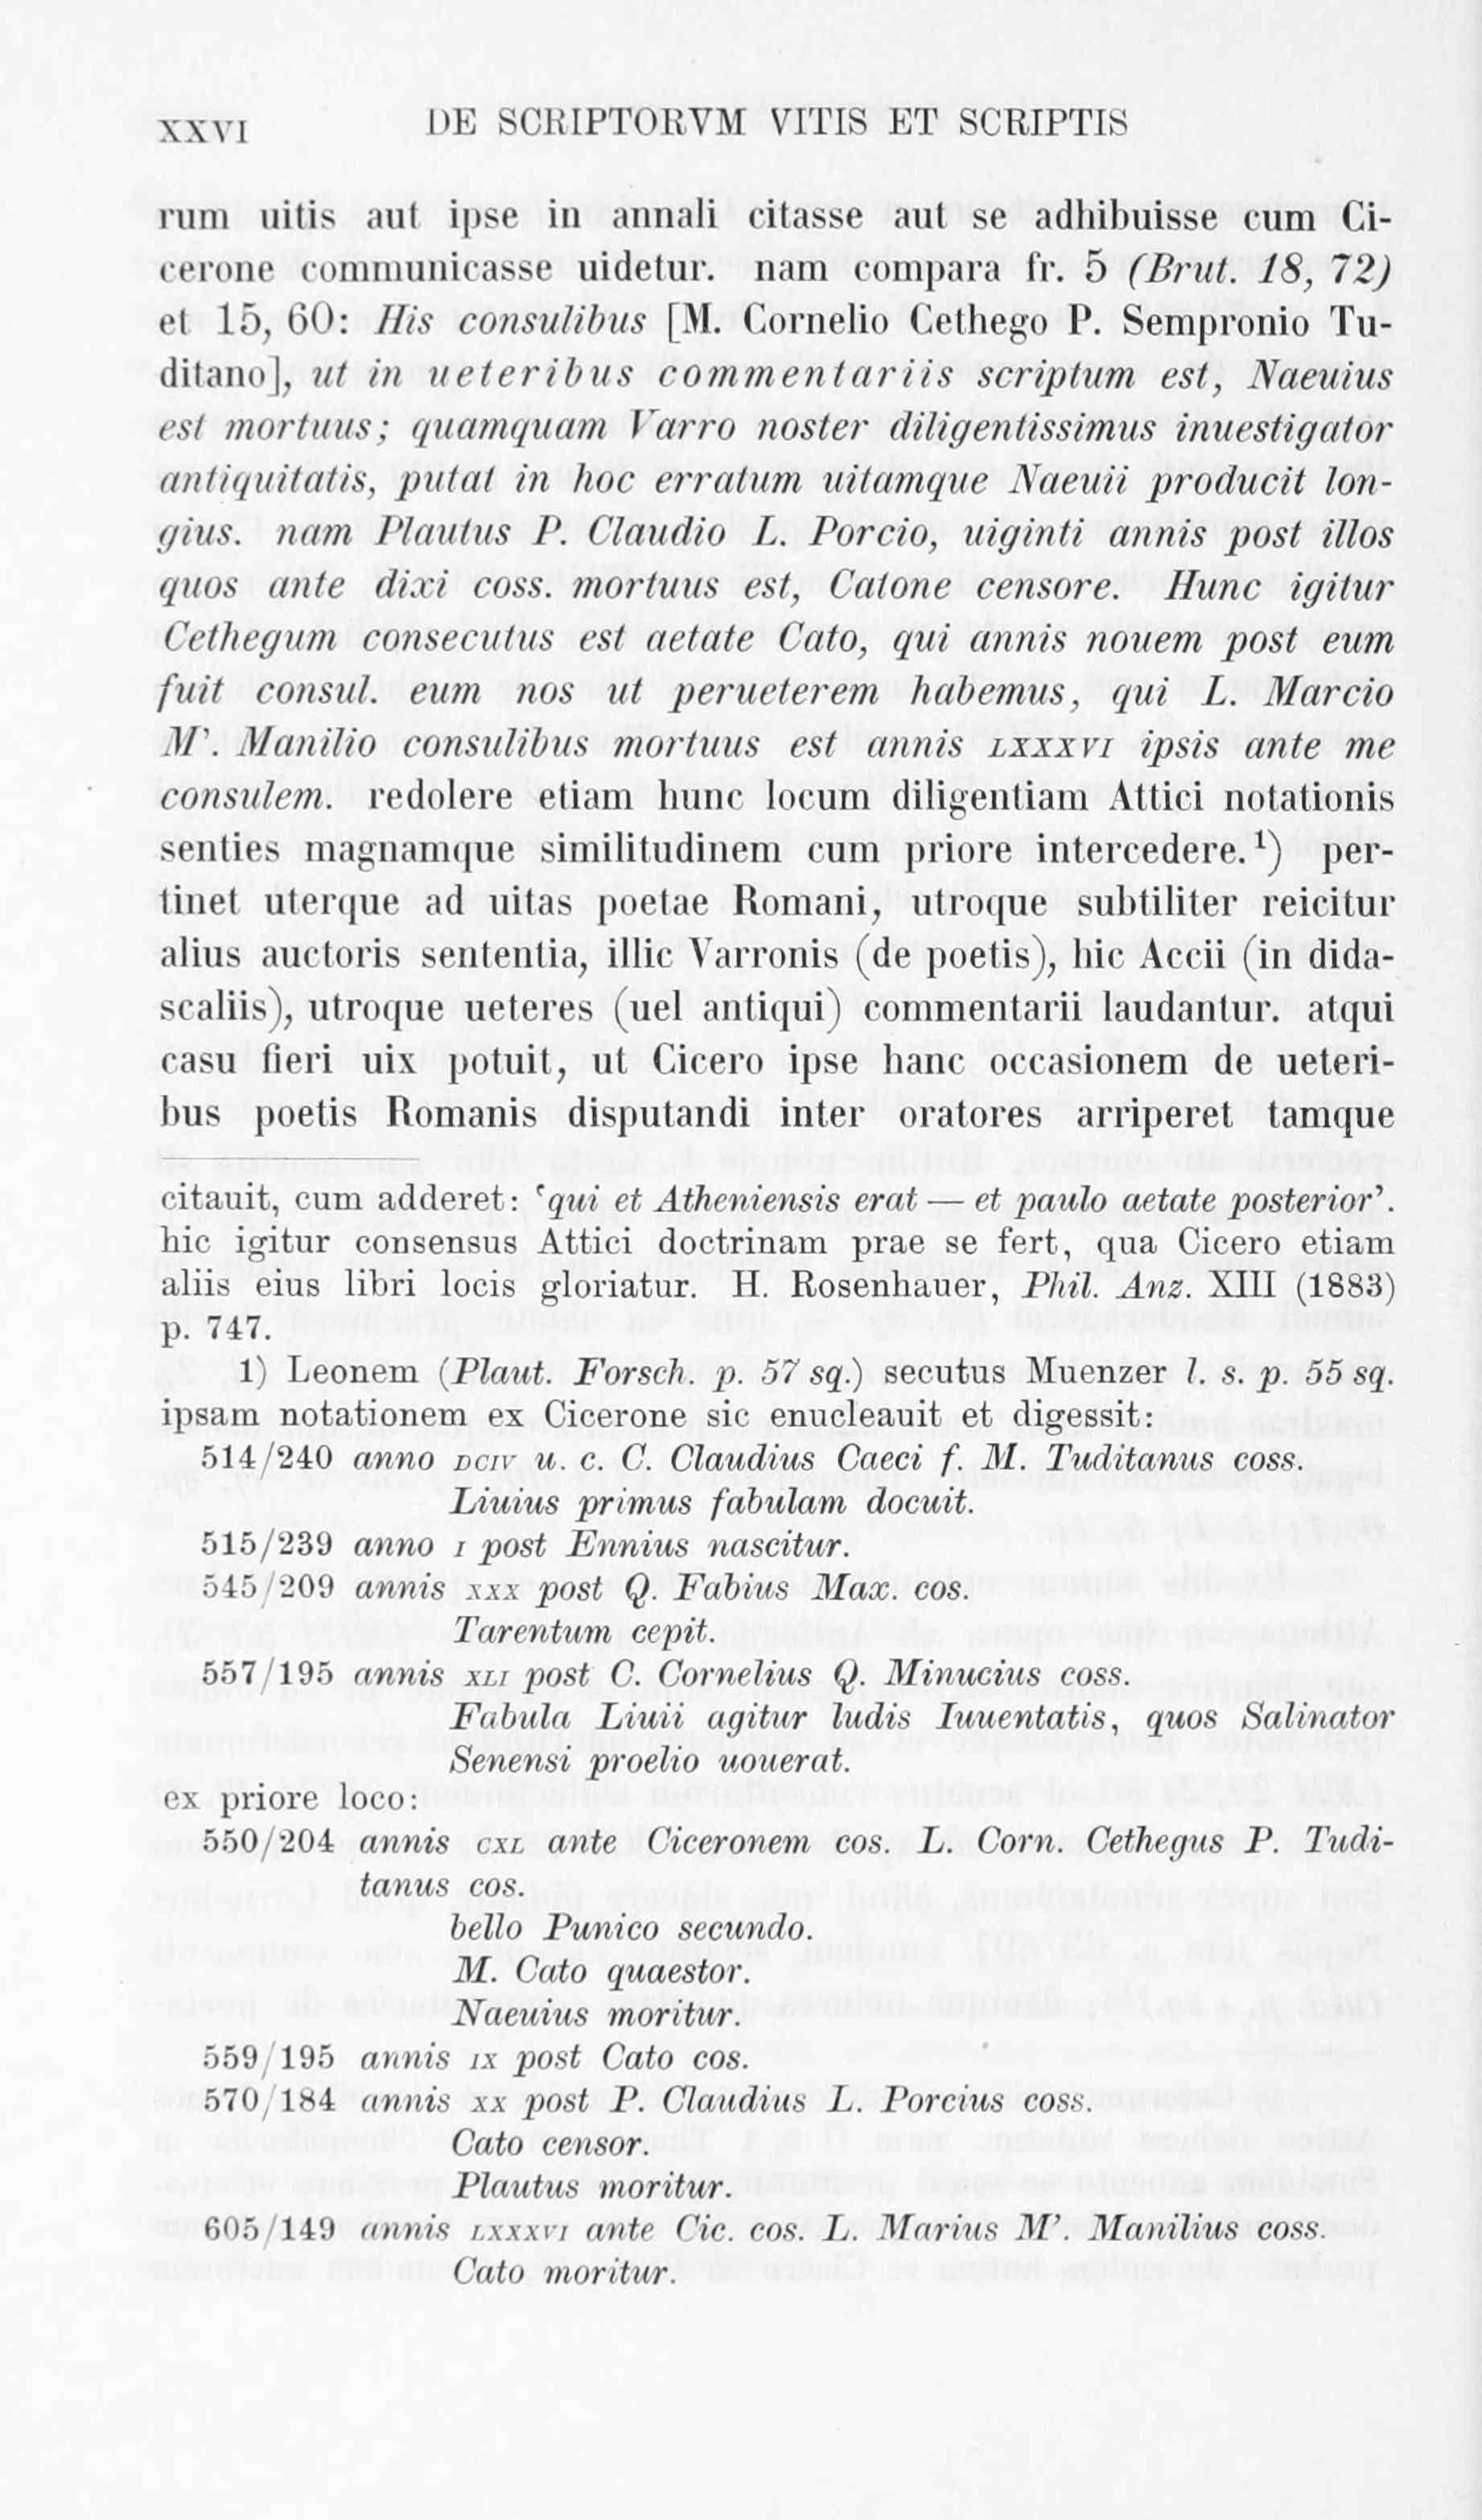 XXVI DE SCRIPTORVM VITIS ET SCRIPTIS
rum uitis aut ipse in annali citasse aut se adhibuisse cum Ci-
cerone communicasse uidetur. nam compara fr. 5 (Brut. 18, 72)
et 15, 60: His consulibus [M. Cornelio Cethego P. Sempronio Tu-
ditano], ut in ueteribus commentariis scriptum est, Naeuius
est mortuus; quamquam Varro noster diligentissimus inuestigator
antiquitatis, putat in hoc erratum uitamque Naeuii producit lon-
gius. nam Plautus P. Claudio L. Porcio, uiginti annis post illos
quos ante dixi coss. mortuus est, Catone censore. Hunc igitur
Cethegum consecutus est aetate Cato, qui annis nouem post eum
fuit consul. eum nos ut perueterem habemus, qui L. Marcio
M'. Manilio consulibus mortuus est annis LXXXVI ipsis ante me
consulem. redolere etiam hunc locum diligentiam Attici notationis
senties magnamque similitudinem cum priore intercedere.¹) per-
tinet uterque ad uitas poetae Romani, utroque subtiliter reicitur
alius auctoris sententia, illic Varronis (de poetis), hic Accii (in dida-
scaliis), utroque ueteres (uel antiqui) commentarii laudantur. atqui
casu fieri uix potuit, ut Cicero ipse hanc occasionem de ueteri-
bus poetis Romanis disputandi inter oratores arriperet tamque
citauit, cum adderet: ‘qui et Atheniensis erat — et paulo aetate posterior’.
hic igitur consensus Attici doctrinam prae se fert, qua Cicero etiam
aliis eius libri locis gloriatur. H. Rosenhauer, Phil. Anz. XIII (1883)
p. 747.
1) Leonem (Plaut. Forsch. p. 57 sq.) secutus Muenzer l. s. p. 55 sq.
ipsam notationem ex Cicerone sic enucleauit et digessit:
514/240 anno DCIV u. c. C. Claudius Caeci f. M. Tuditanus coss.
Liuius primus fabulam docuit.
515/239 anno I post Ennius nascitur.
545/209 annis XXX post Q. Fabius Max. cos.
Tarentum cepit.
557/195 annis XLI post C. Cornelius Q. Minucius coss.
Fabula Liuii agitur ludis Iuuentatis, quos Salinator
Senensi proelio uouerat.
ex priore loco:
550/204 annis CXL ante Ciceronem cos. L. Corn. Cethegus P. Tudi-
tanus cos.
bello Punico secundo.
M. Cato quaestor.
Naeuius moritur.
559/195 annis IX post Cato cos.
570/184 annis XX post P. Claudius L. Porcius coss.
Cato censor.
Plautus moritur.
605/149 annis LXXXVI ante Cic. cos. L. Marius M’. Manilius coss.
Cato moritur.